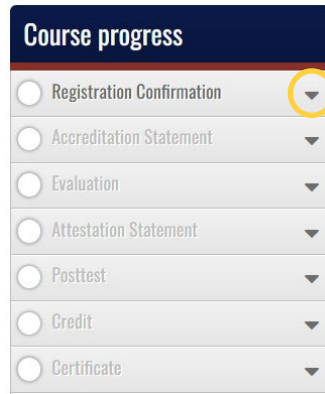 Course progress
Registration Confirmation
Accreditation Statement
Evaluation
Attestation Statement
Posttest
Credit
Certificate